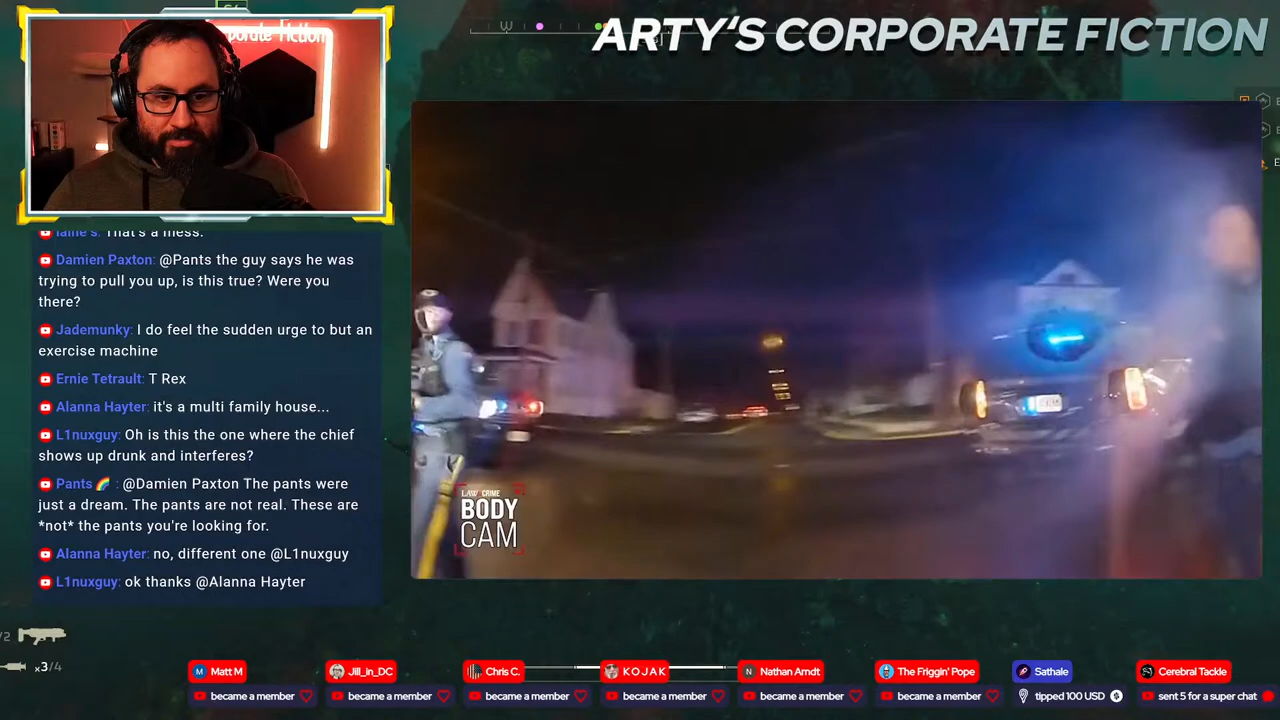 ARTY'S CORPORATE FICTION
porate Fiction
W
Iaine s: That's a mess.
Damien Paxton: @Pants the guy says he was
trying to pull you up, is this true? Were you
there?
Jademunky: I do feel the sudden urge to but an
exercise machine
Ernie Tetrault: T Rex
Alanna Hayter: it's a multi family house...
L1nuxguy: Oh is this the one where the chief
shows up drunk and interferes?
Pants🌈 : @Damien Paxton The pants were
just a dream. The pants are not real. These are
*not* the pants you're looking for.
Alanna Hayter: no, different one @L1nuxguy
L1nuxguy: ok thanks @Alanna Hayter
LAW&CRIME
BODY
CAM
/2
x3/4
M Matt M
became a member
Jill_in_DC
became a member
Chris C.
became a member
K O J A K
became a member
N Nathan Arndt
became a member
The Friggin' Pope
became a member
Sathale
tipped 100 USD
Cerebral Tackle
sent 5 for a super chat